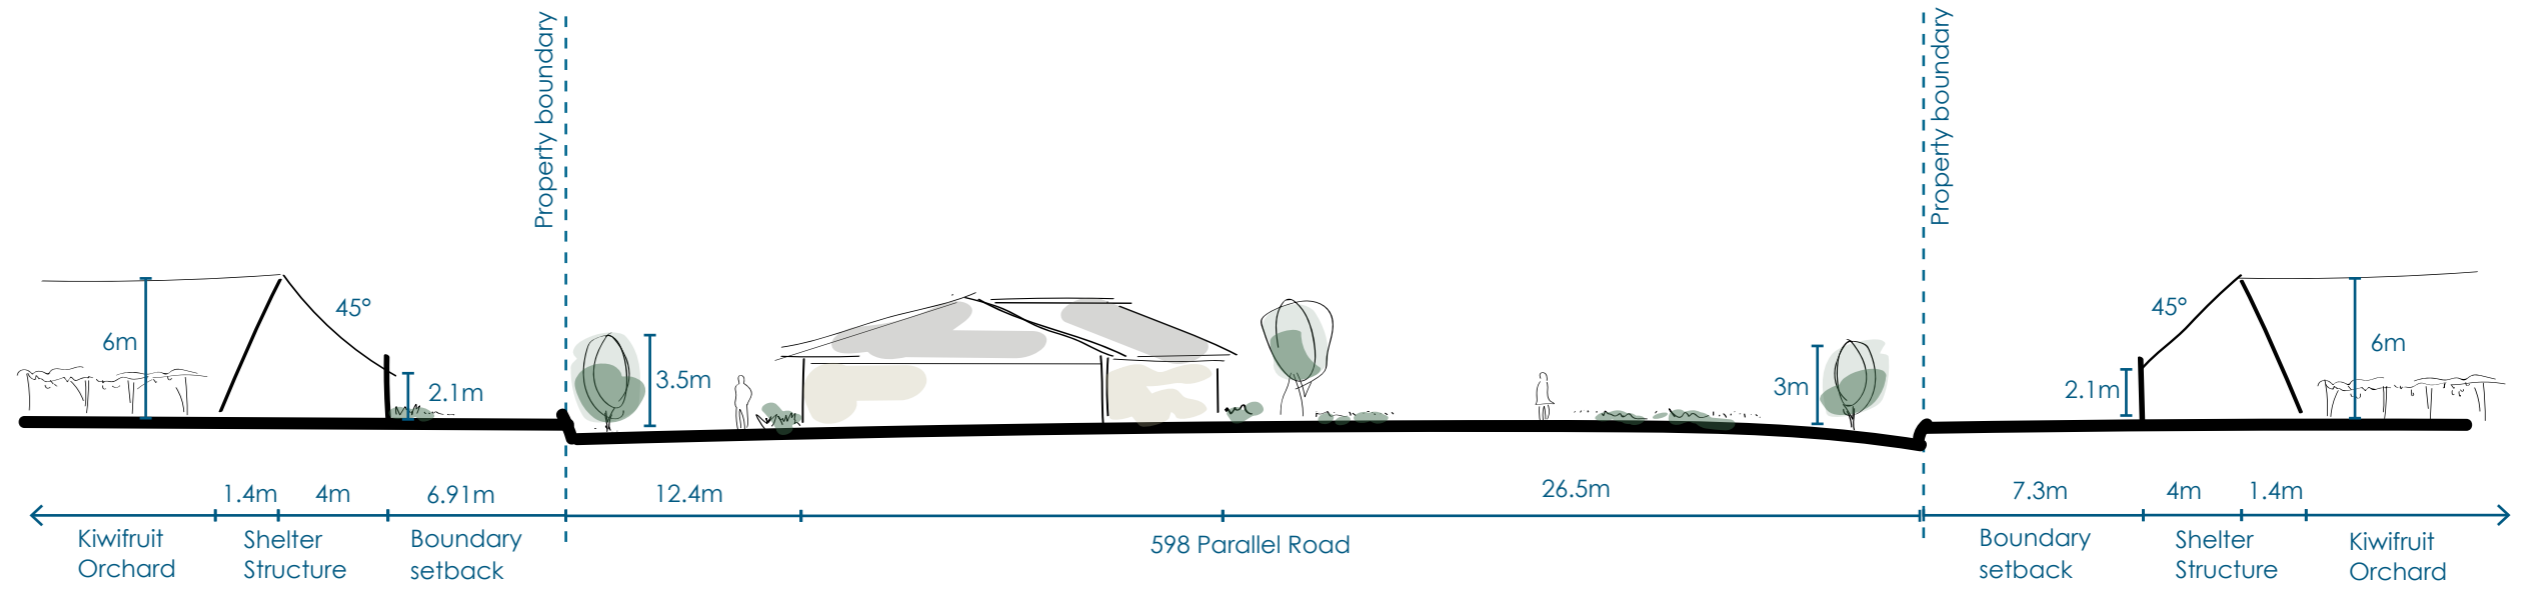 Property boundary
Property boundary
45°
45°
6m
6m
3.5m
2.1m
3m
2.1m
1.4m
4m
6.91m
12.4m
26.5m
7.3m
4m
1.4m
Kiwifruit
Orchard
Shelter
Structure
Boundary
setback
598 Parallel Road
Boundary
setback
Shelter
Structure
Kiwifruit
Orchard